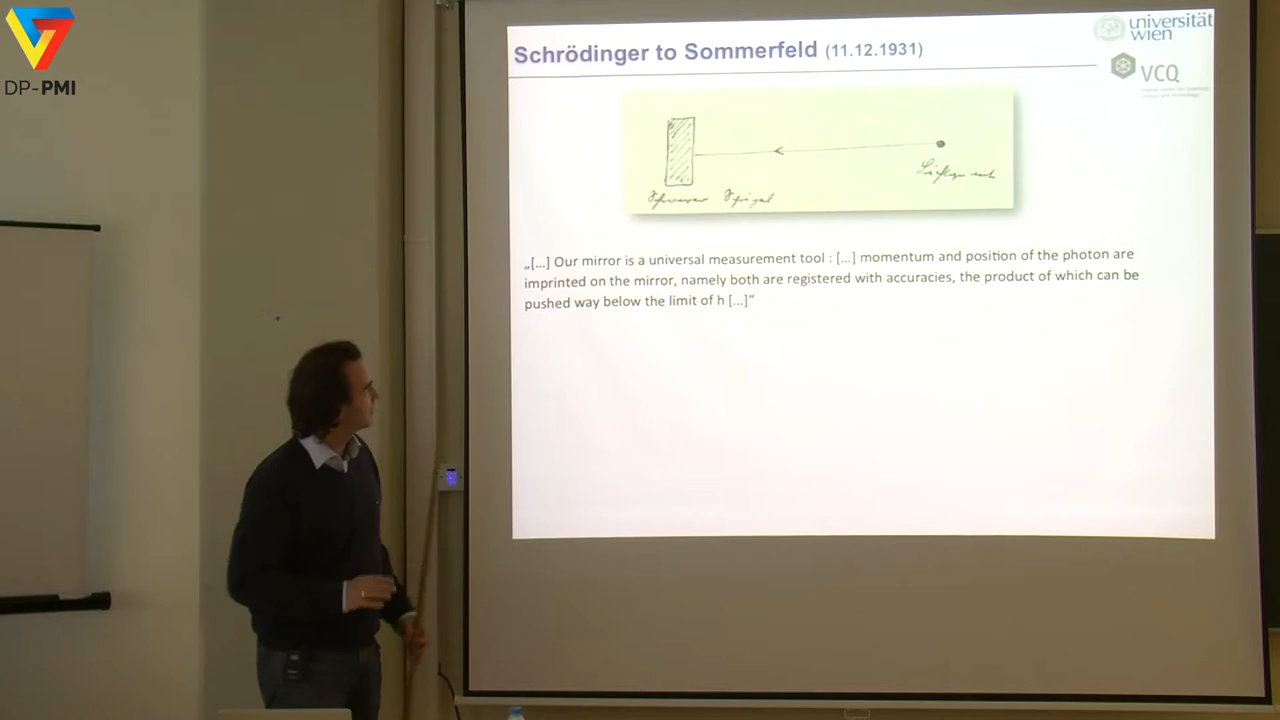 DP-PMI
universität
wien
Schrödinger to Sommerfeld (11.12.1931)
VCQ
Spiegel
„[...] Our mirror is a universal measurement tool : [...] momentum and position of the photon are
imprinted on the mirror, namely both are registered with accuracies, the product of which can be
pushed way below the limit of h [...]“